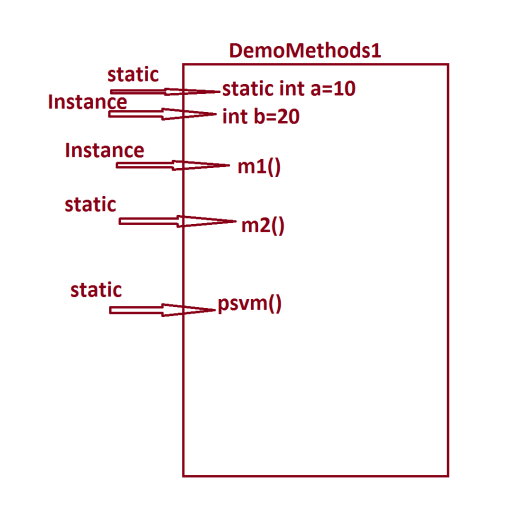 DemoMethods1
static
static int a=10
Instance
int b=20
Instance
m1()
static
m2()
static
psvm()